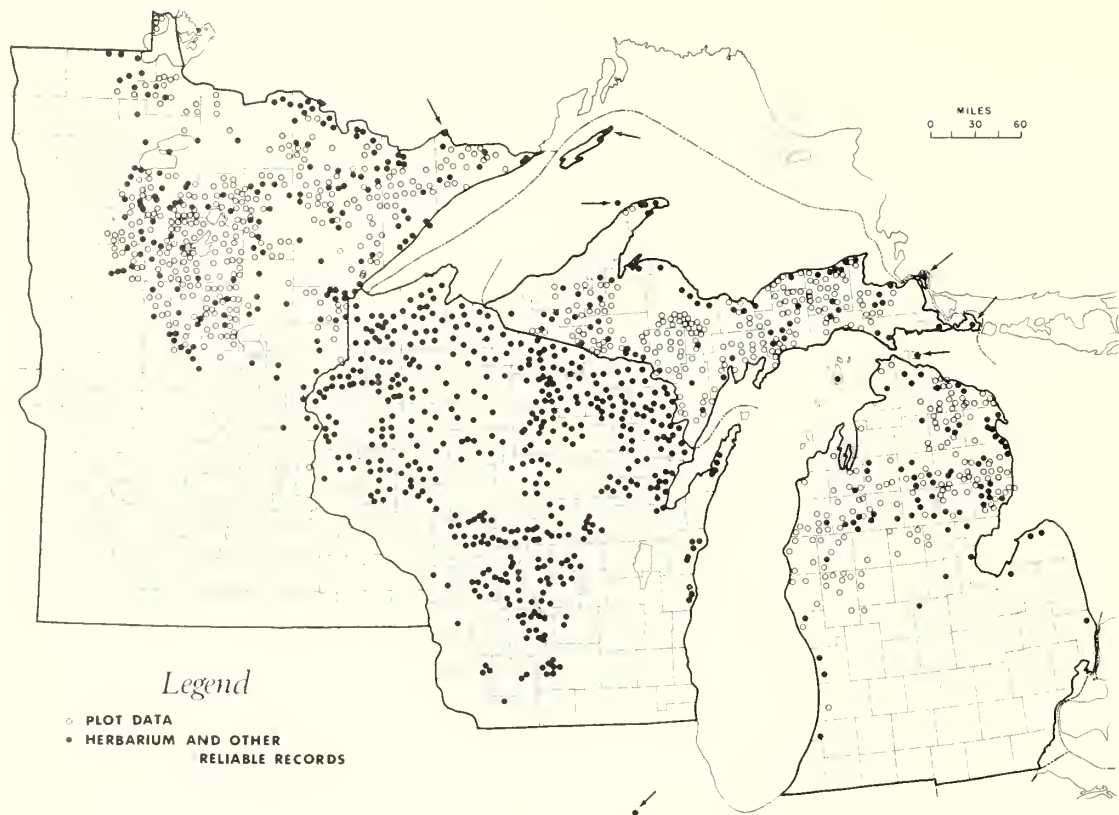 MILES
0 30 60
Legend
PLOT DATA
HERBARIUM AND OTHER
RELIABLE RECORDS